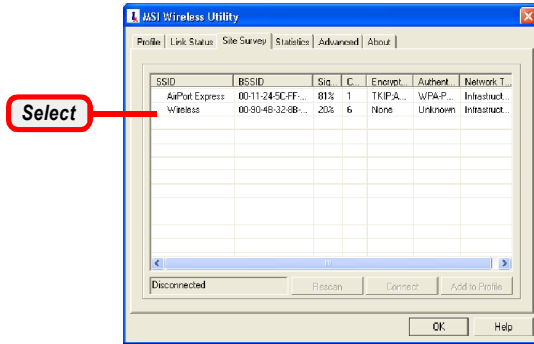 MSI Wireless Utility
Profile Link Status Site Survey Statistics Advanced About
SSID BSSID Sig... C... Encrypt... Authent... Network T...
AirPort Express 00-11-24-5C-FF-... 81% 1 TKIP;A... WPA-P... Infrastruct...
Wireless 00-90-4B-32-8B-... 20% 6 None Unknown Infrastruct...
Select
Disconnected Rescan Connect Add to Profile
OK Help